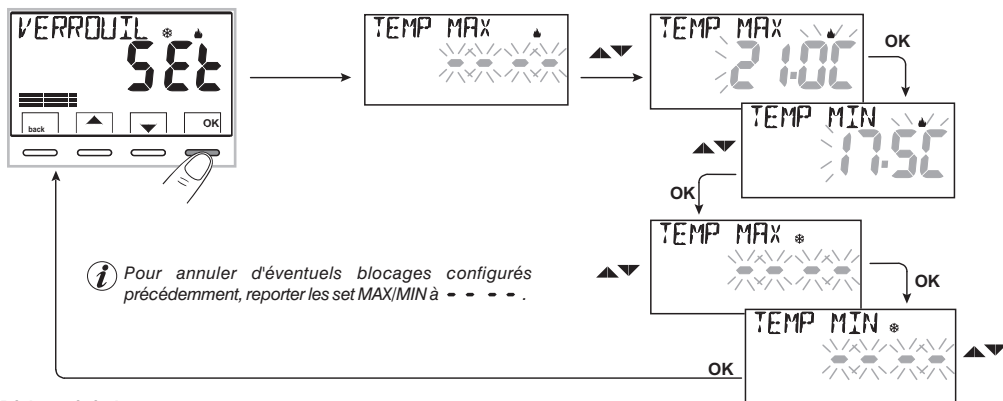 VERROUIL
SEt
back
OK
TEMP MAX
- - - -
TEMP MAX
21.0C
OK
TEMP MIN
17.5C
OK
TEMP MAX
- - - -
OK
TEMP MIN
- - - -
OK
i Pour annuler d'éventuels blocages configurés
précédemment, reporter les set MAX/MIN à - - - - .